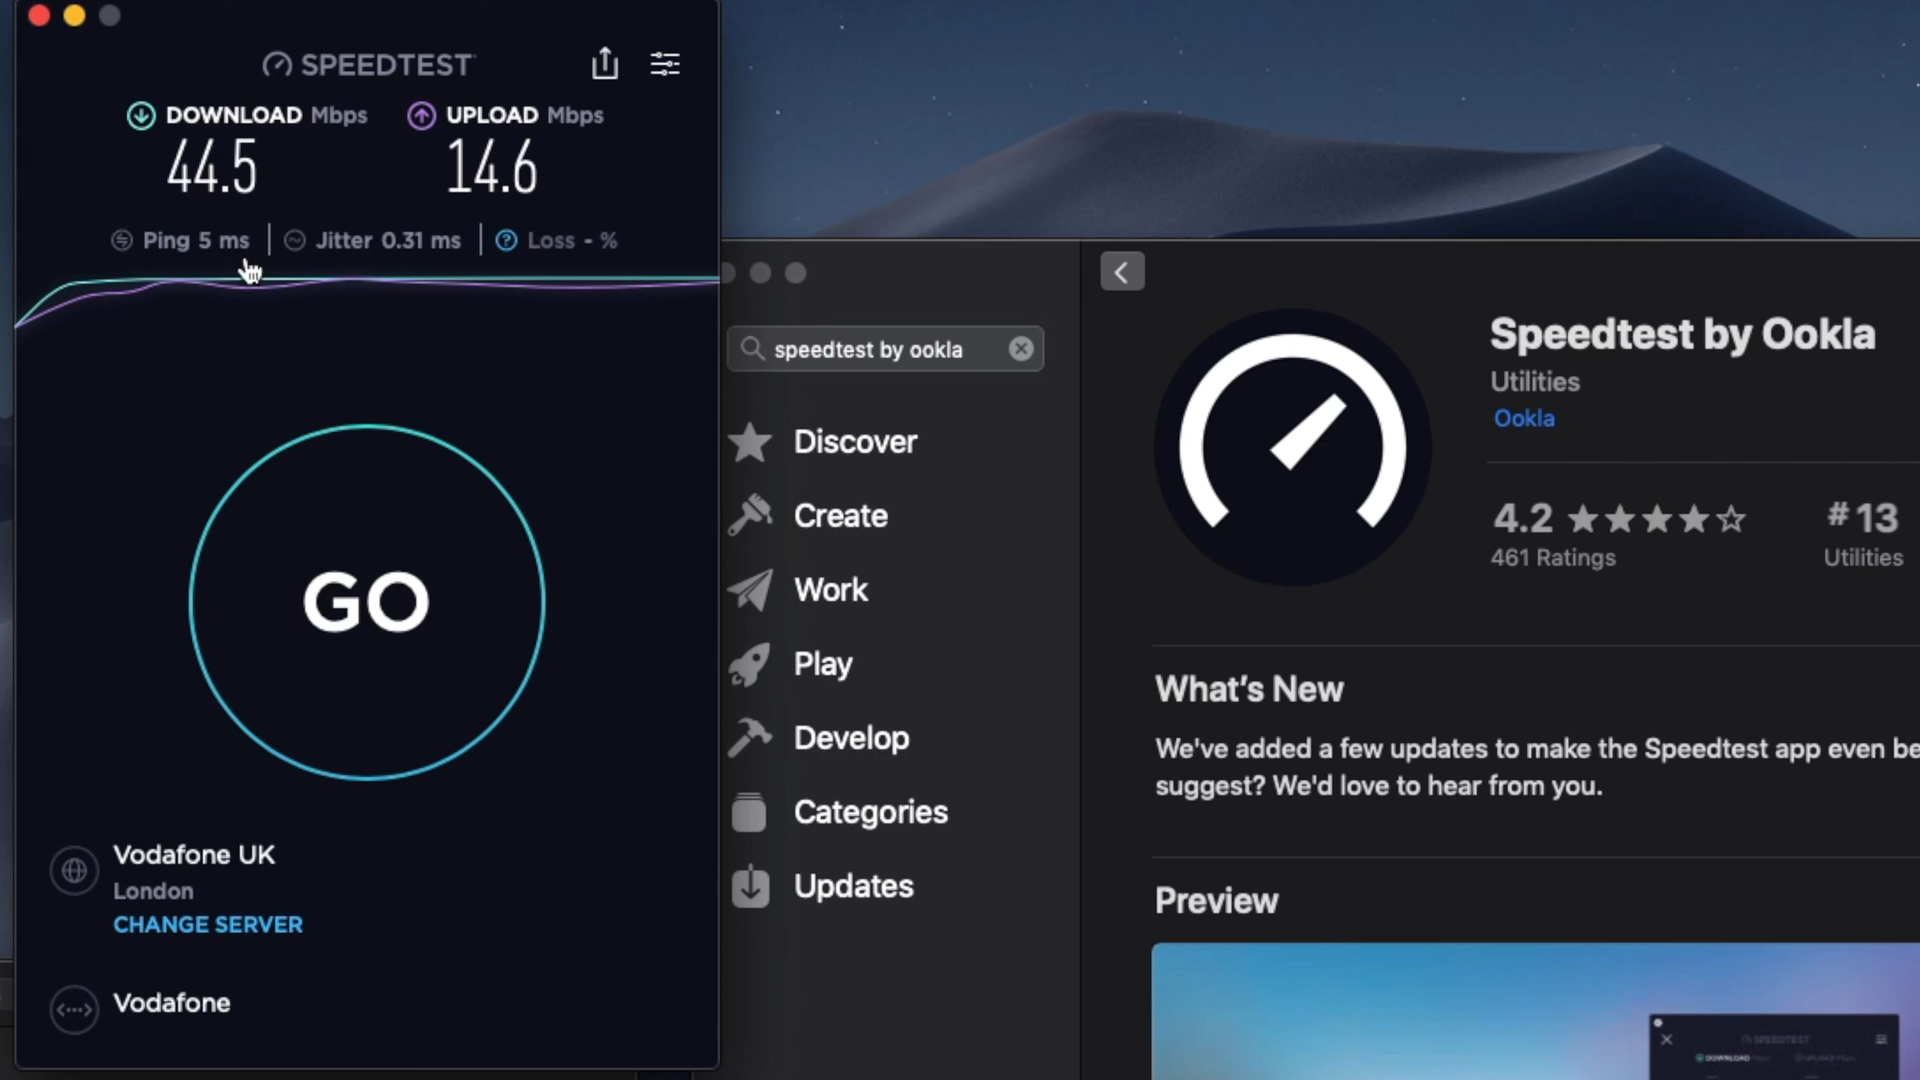 SPEEDTEST
DOWNLOAD Mbps
UPLOAD Mbps
44.5
14.6
Ping 5 ms
Jitter 0.31 ms
Loss - %
GO
Vodafone UK
London
CHANGE SERVER
Vodafone
speedtest by ookla
Discover
Create
Work
Play
Develop
Categories
Updates
Speedtest by Ookla
Utilities
Ookla
4.2
461 Ratings
#13
Utilities
What's New
We've added a few updates to make the Speedtest app even be
suggest? We'd love to hear from you.
Preview
SPEEDTEST
DOWNLOAD